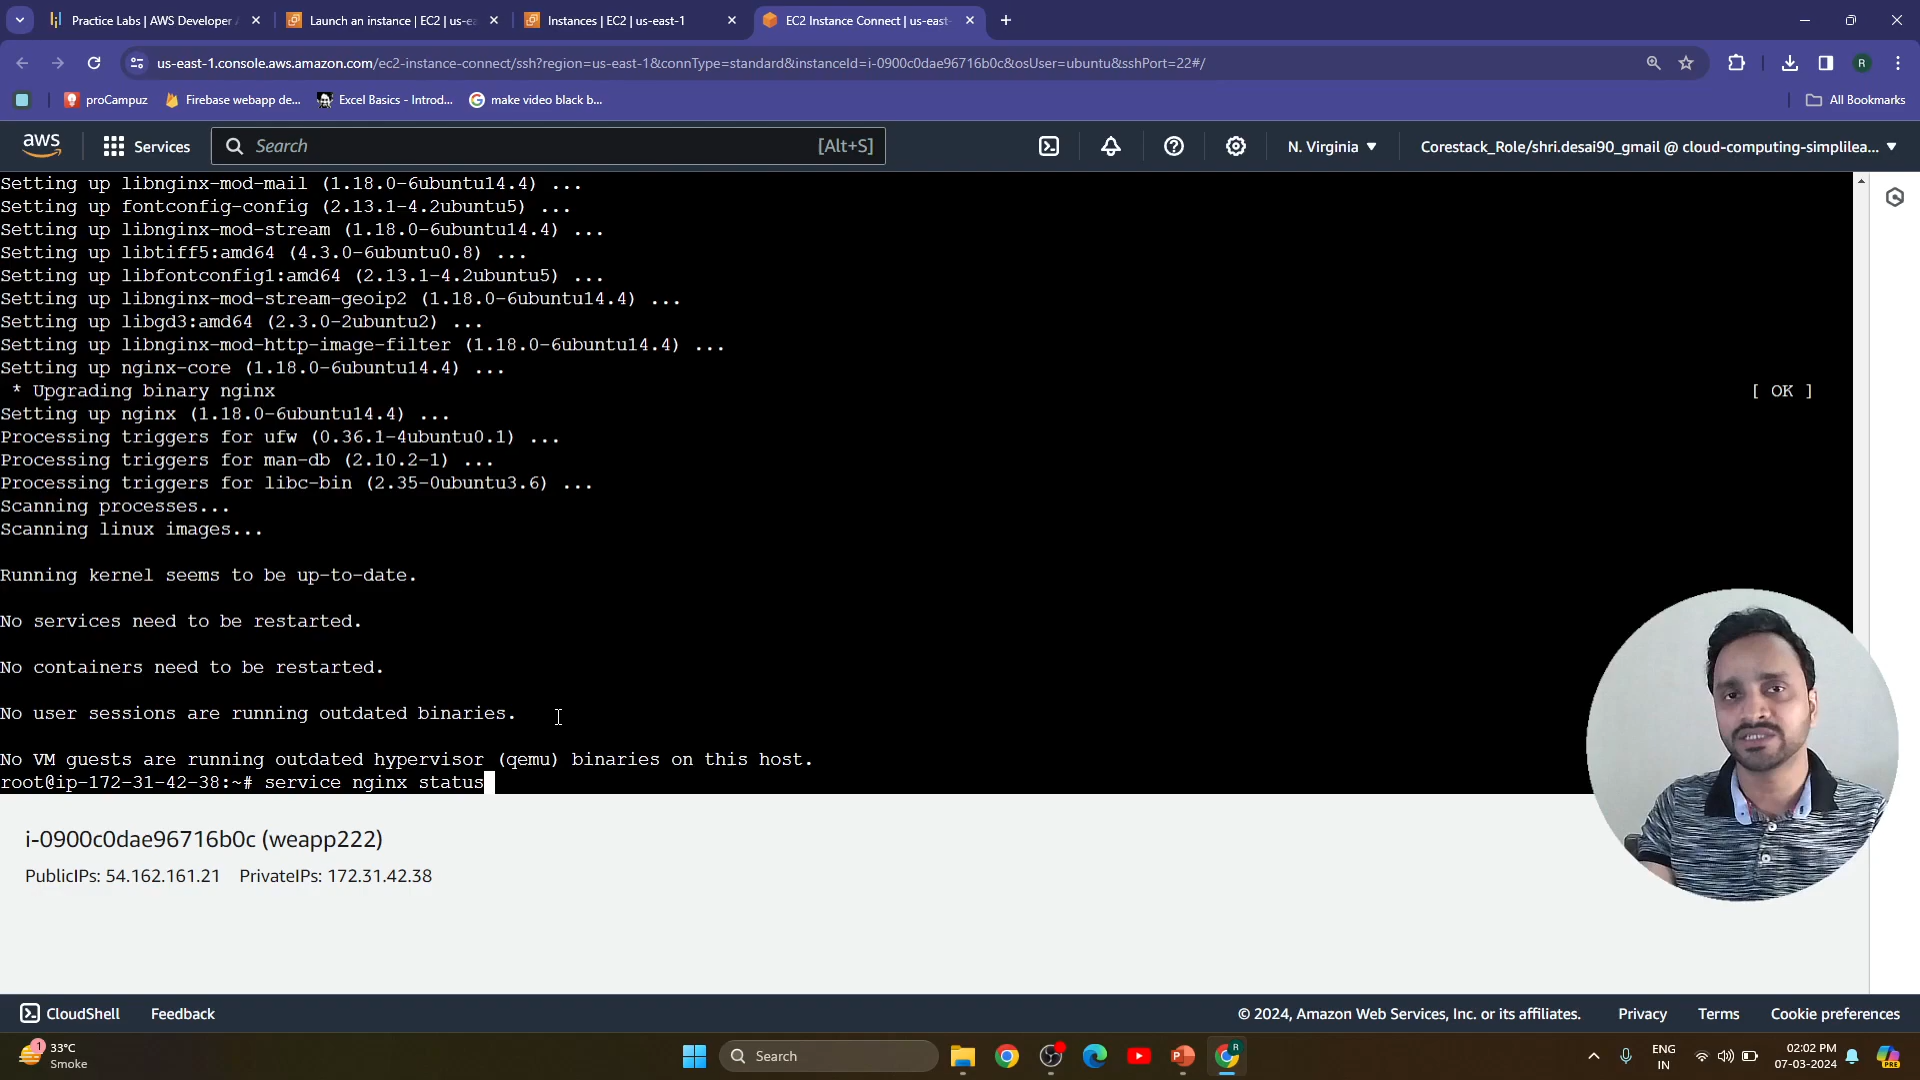 Practice Labs | AWS Developer A
Launch an instance | EC2 | us-ea
Instances | EC2 | us-east-1
EC2 Instance Connect | us-east-
us-east-1.console.aws.amazon.com/ec2-instance-connect/ssh?region=us-east-1&connType=standard&instanceId=i-0900c0dae96716b0c&osUser=ubuntu&sshPort=22#/
R
proCampuz
Firebase webapp de...
Excel Basics - Introd...
make video black b...
All Bookmarks
aws
Services
Search
[Alt+S]
N. Virginia
Corestack_Role/shri.desai90_gmail @ cloud-computing-simplilea...
Setting up libnginx-mod-mail (1.18.0-6ubuntu14.4) ...
Setting up fontconfig-config (2.13.1-4.2ubuntu5) ...
Setting up libnginx-mod-stream (1.18.0-6ubuntu14.4) ...
Setting up libtiff5:amd64 (4.3.0-6ubuntu0.8) ...
Setting up libfontconfig1:amd64 (2.13.1-4.2ubuntu5) ...
Setting up libnginx-mod-stream-geoip2 (1.18.0-6ubuntu14.4) ...
Setting up libgd3:amd64 (2.3.0-2ubuntu2) ...
Setting up libnginx-mod-http-image-filter (1.18.0-6ubuntu14.4) ...
Setting up nginx-core (1.18.0-6ubuntu14.4) ...
* Upgrading binary nginx [ OK ]
Setting up nginx (1.18.0-6ubuntu14.4) ...
Processing triggers for ufw (0.36.1-4ubuntu0.1) ...
Processing triggers for man-db (2.10.2-1) ...
Processing triggers for libc-bin (2.35-0ubuntu3.6) ...
Scanning processes...
Scanning linux images...
Running kernel seems to be up-to-date.
No services need to be restarted.
No containers need to be restarted.
No user sessions are running outdated binaries.
No VM guests are running outdated hypervisor (qemu) binaries on this host.
root@ip-172-31-42-38:~# service nginx status
i-0900c0dae96716b0c (weapp222)
PublicIPs: 54.162.161.21 PrivateIPs: 172.31.42.38
CloudShell
Feedback
© 2024, Amazon Web Services, Inc. or its affiliates.
Privacy
Terms
Cookie preferences
1
33°C
Smoke
Search
R
ENG
IN
02:02 PM
07-03-2024
PRE